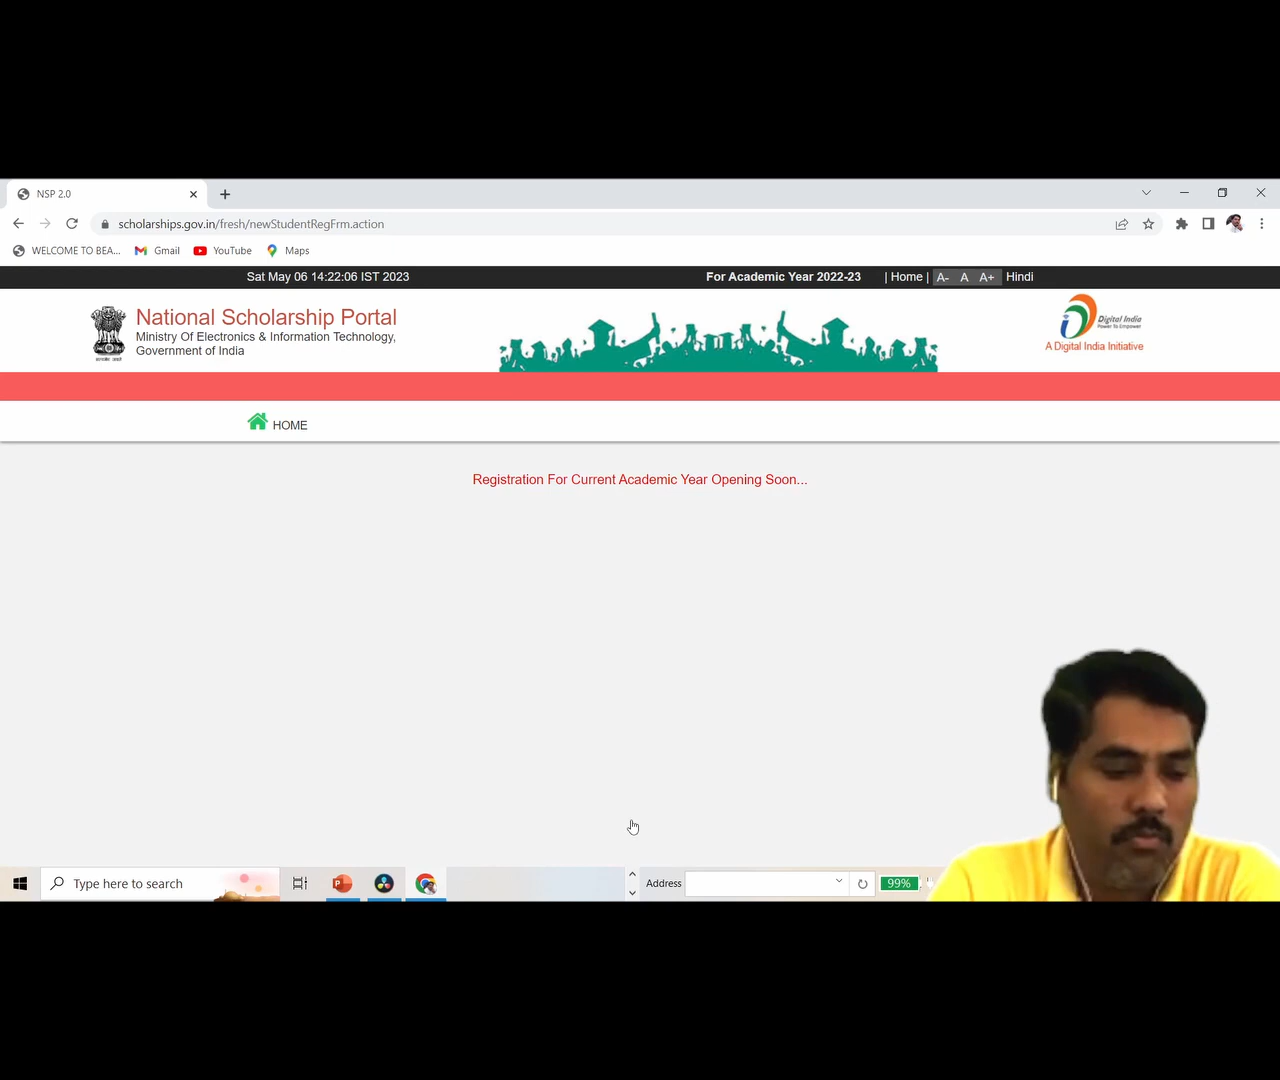 NSP 2.0
scholarships.gov.in/fresh/newStudentRegFrm.action
WELCOME TO BEA... Gmail YouTube Maps
Sat May 06 14:22:06 IST 2023 For Academic Year 2022-23 | Home | A- A A+ Hindi
National Scholarship Portal
Ministry Of Electronics & Information Technology,
Government of India
Digital India
Power To Empower
A Digital India Initiative
HOME
Registration For Current Academic Year Opening Soon...
Type here to search Address 99%